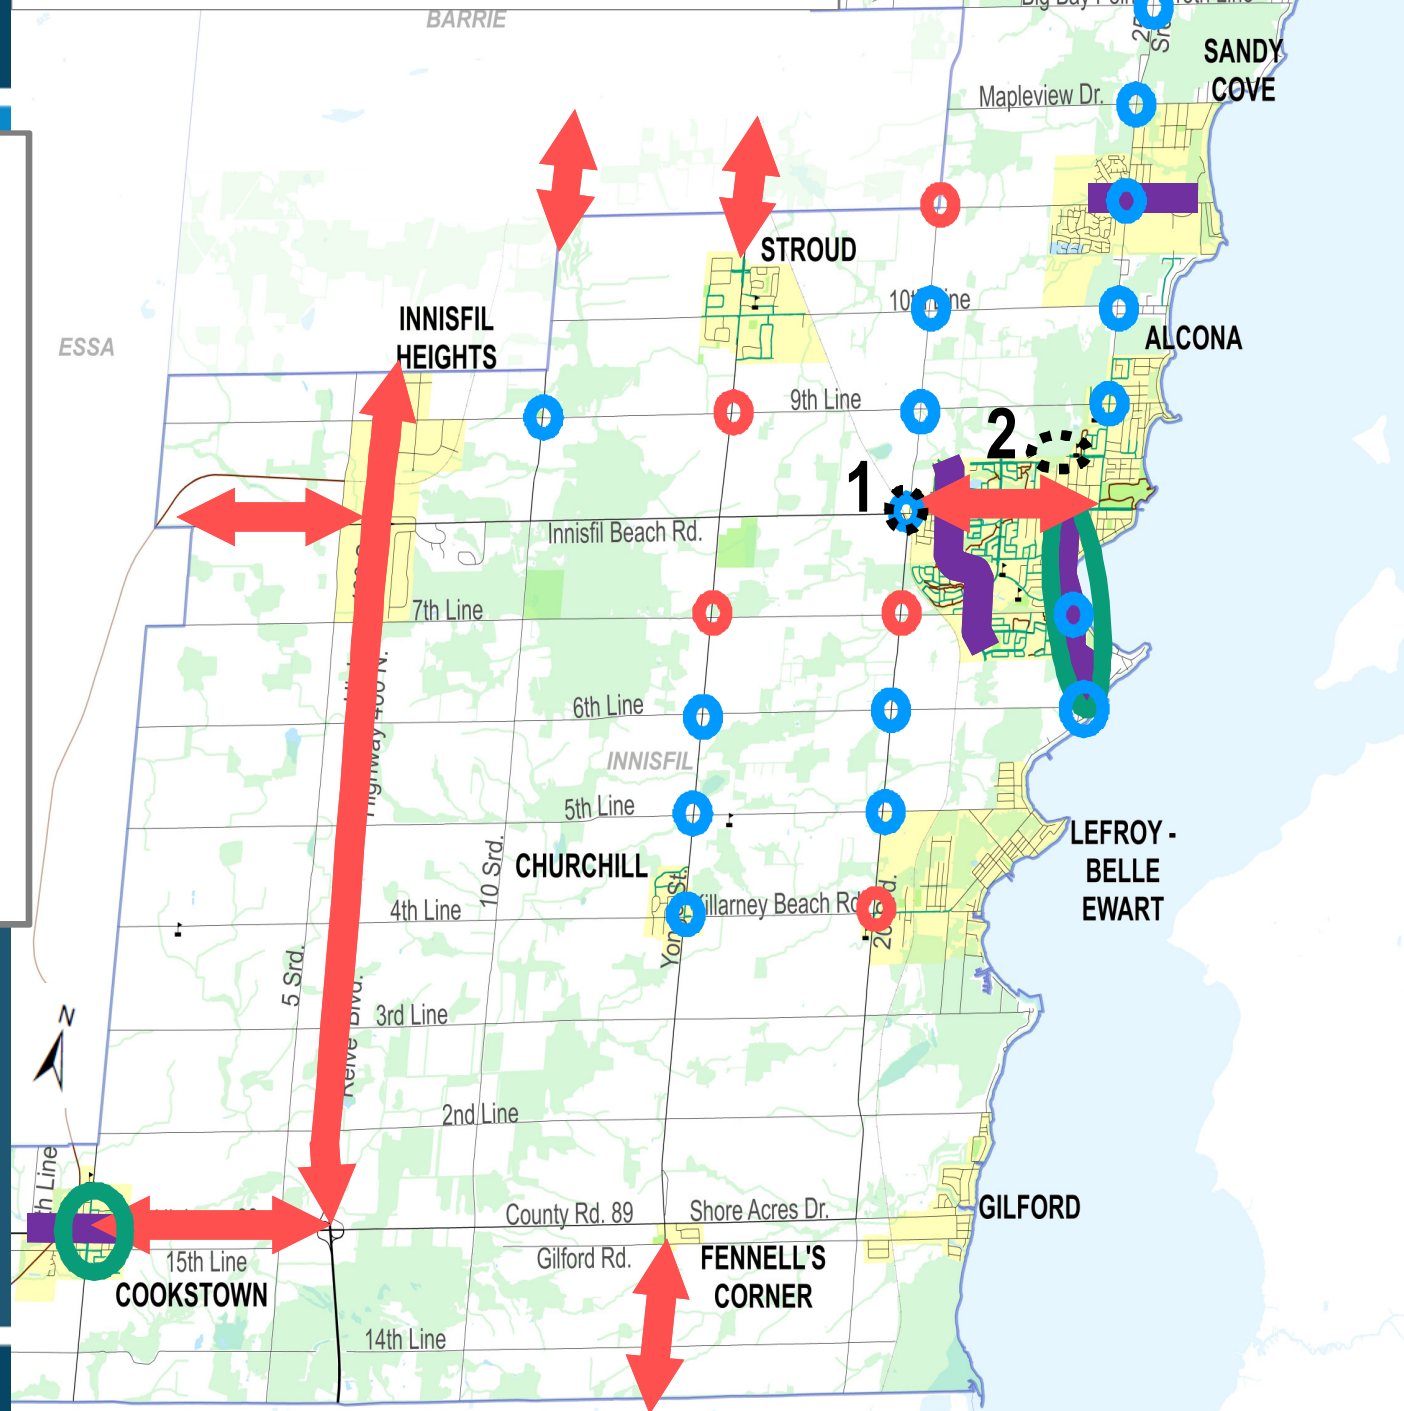 BARRIE
SANDY
COVE
Mapleview Dr.
STROUD
10th Line
INNISFIL
HEIGHTS
ESSA
ALCONA
9th Line
2
1
Innisfil Beach Rd.
7th Line
6th Line
INNISFIL
5th Line
10 Srd.
CHURCHILL
LEFROY -
BELLE
EWART
4th Line
Killarney Beach Rd.
5 Srd.
3rd Line
N
2nd Line
County Rd. 89
Shore Acres Dr.
GILFORD
Gilford Rd.
FENNELL'S
CORNER
15th Line
COOKSTOWN
14th Line